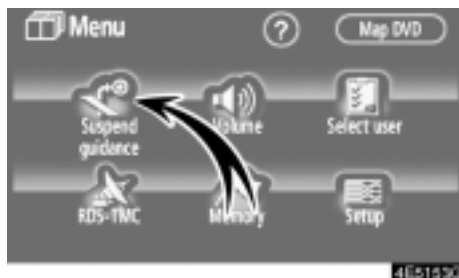 Menu ? Map DVD
Suspend guidance
Volume
Select user
RDS-TMC
Memory
Setup
4E5153C